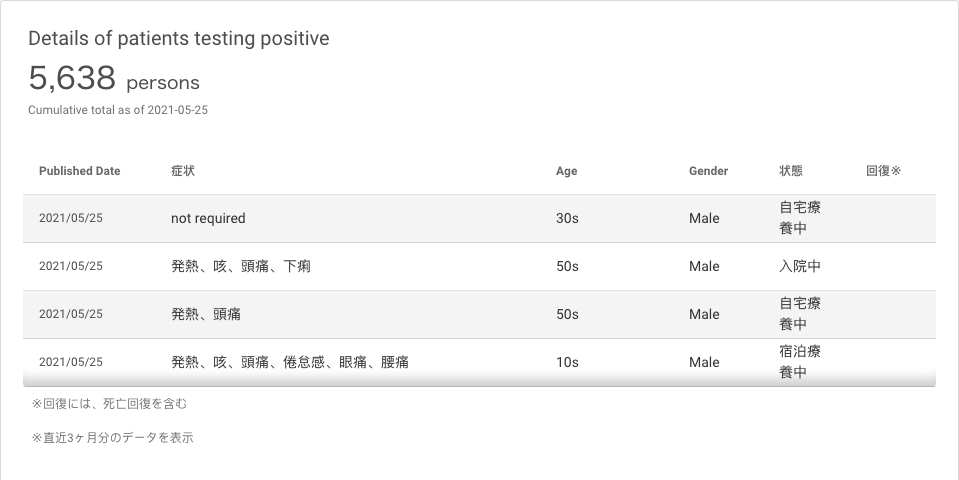 Details of patients testing positive
5,638 persons
Cumulative total as of 2021-05-25
Published Date 症状 Age Gender 状態 回復※
2021/05/25 not required 30s Male 自宅療
養中
2021/05/25 発熱、咳、頭痛、下痢 50s Male 入院中
2021/05/25 発熱、頭痛 50s Male 自宅療
養中
2021/05/25 発熱、咳、頭痛、倦怠感、眼痛、腰痛 10s Male 宿泊療
養中
※回復には、死亡回復を含む
※直近3ヶ月分のデータを表示